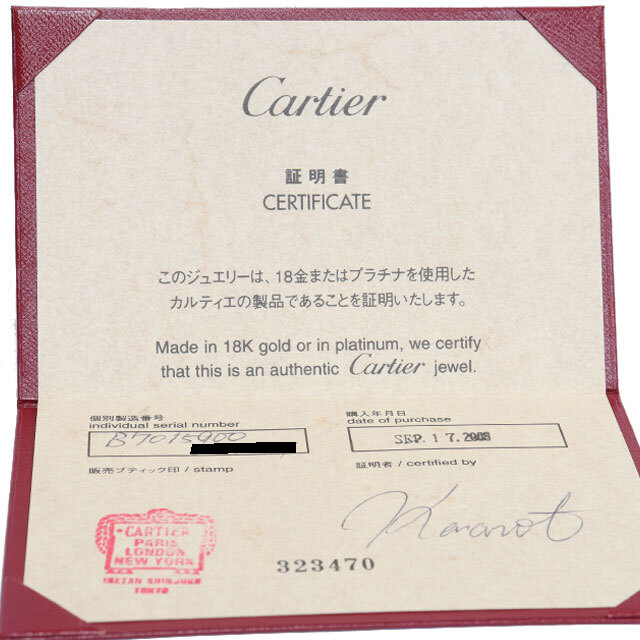 Cartier
証明書
CERTIFICATE
このジュエリーは、18金またはプラチナを使用した
カルティエの製品であることを証明いたします。
Made in 18K gold or in platinum, we certify
that this is an authentic Cartier jewel.
個別製造番号
individual serial number
B7015900
購入年月日
date of purchase
SEP.17.2008
販売ブティック印 / stamp
証明者 / certified by
CARTIER
PARIS
LONDON
NEW YORK
ISETAN SHINJUKU
TOKYO
323470